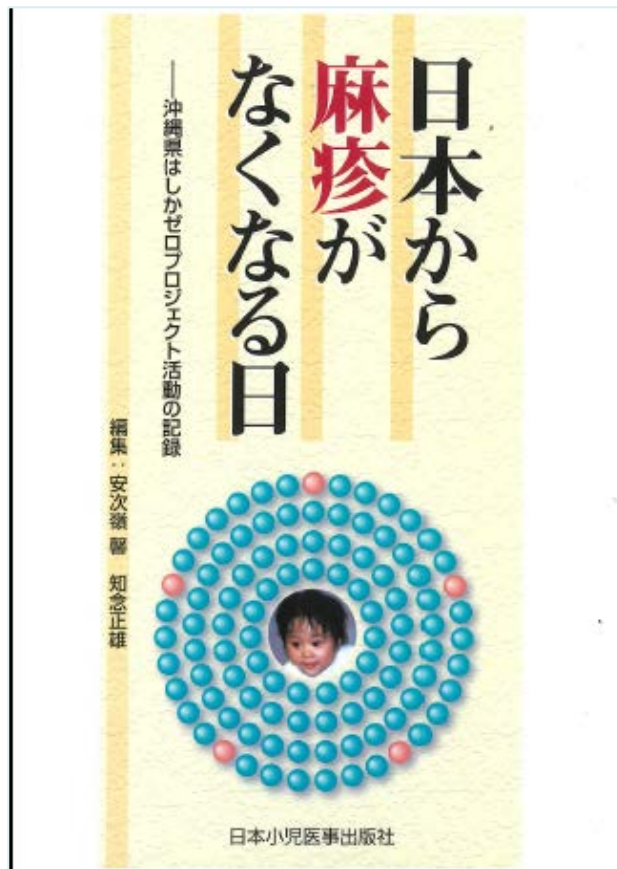 日本から
麻疹が
なくなる日
──沖縄県はしかゼロプロジェクト活動の記録
編集:安次嶺 馨 知念正雄
日本小児医事出版社